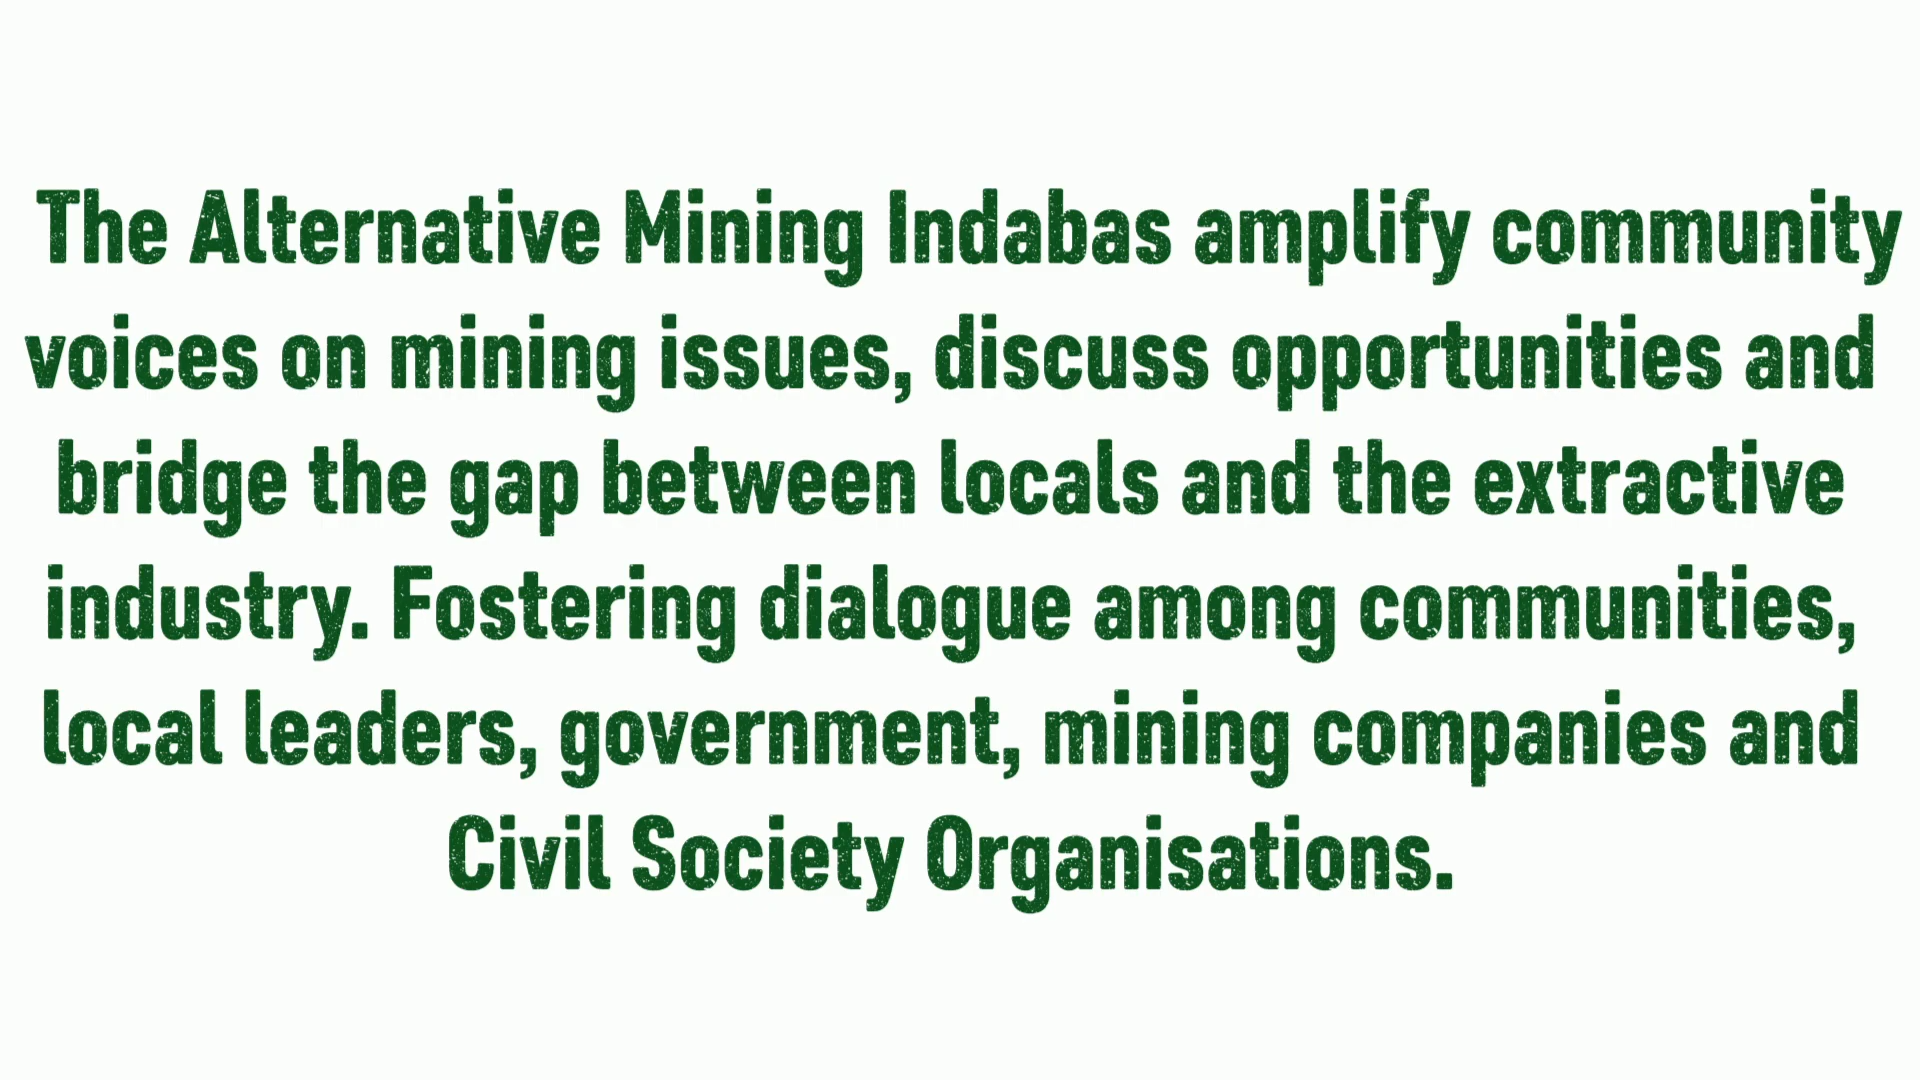 The Alternative Mining Indabas amplify community
voices on mining issues, discuss opportunities and
bridge the gap between locals and the extractive
industry. Fostering dialogue among communities,
local leaders, government, mining companies and
Civil Society Organisations.